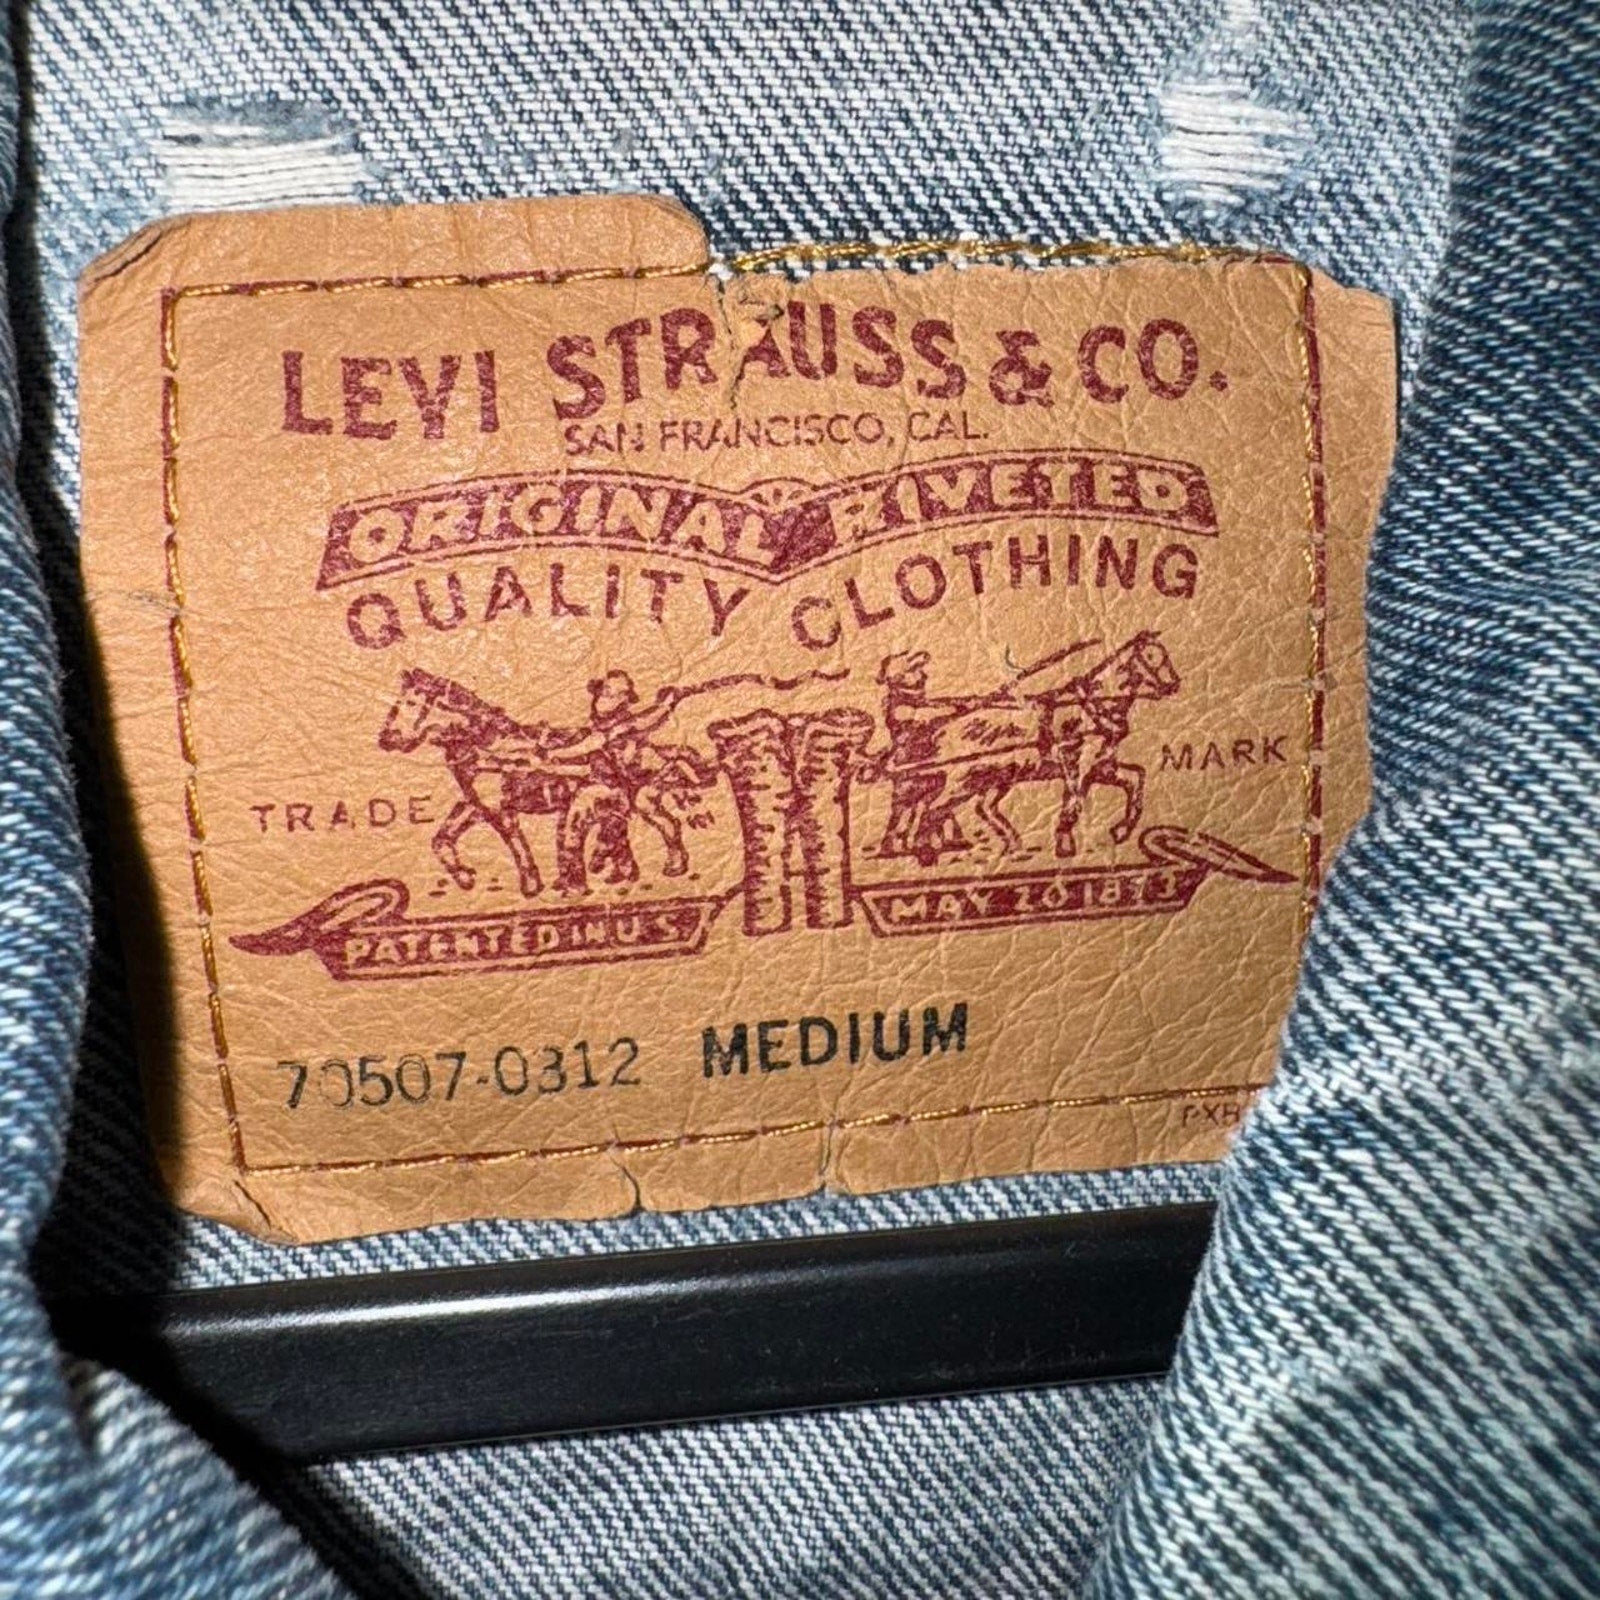 LEVI STRAUSS & CO.
SAN FRANCISCO, CAL.
ORIGINAL RIVETED
QUALITY CLOTHING
TRADE MARK
PATENTED IN U S MAY 20 1873
70507-0312 MEDIUM